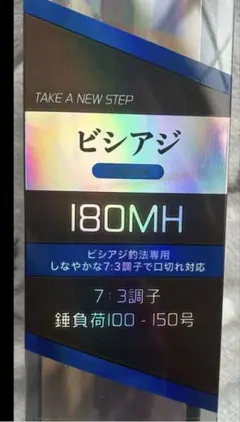 TAKE A NEW STEP
ビシアジ
180MH
ビシアジ釣法専用
しなやかな7:3調子で口切れ対応
7:3調子
錘負荷100-150号